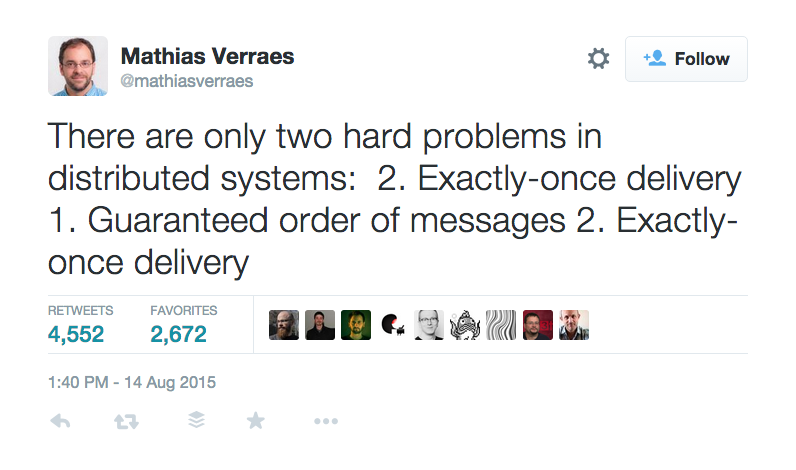 Mathias Verraes
@mathiasverraes
Follow
There are only two hard problems in
distributed systems:  2. Exactly-once delivery
1. Guaranteed order of messages 2. Exactly-
once delivery
RETWEETS
4,552
FAVORITES
2,672
1:40 PM - 14 Aug 2015